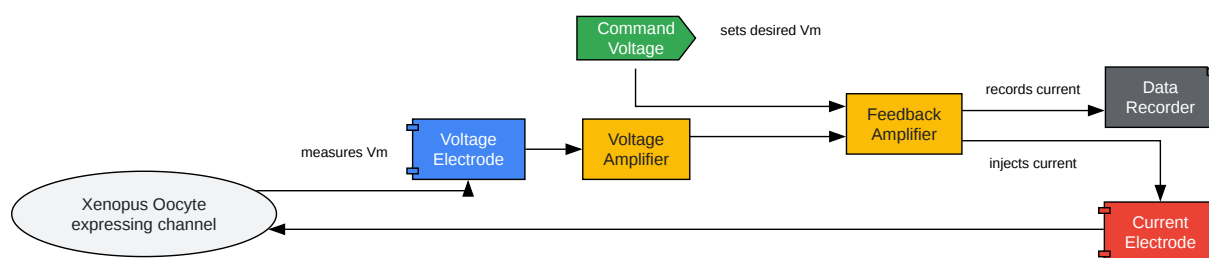 Command
Voltage
sets desired Vm
records current
Data
Recorder
Feedback
Amplifier
measures Vm
Voltage
Electrode
Voltage
Amplifier
injects current
Xenopus Oocyte
expressing channel
Current
Electrode